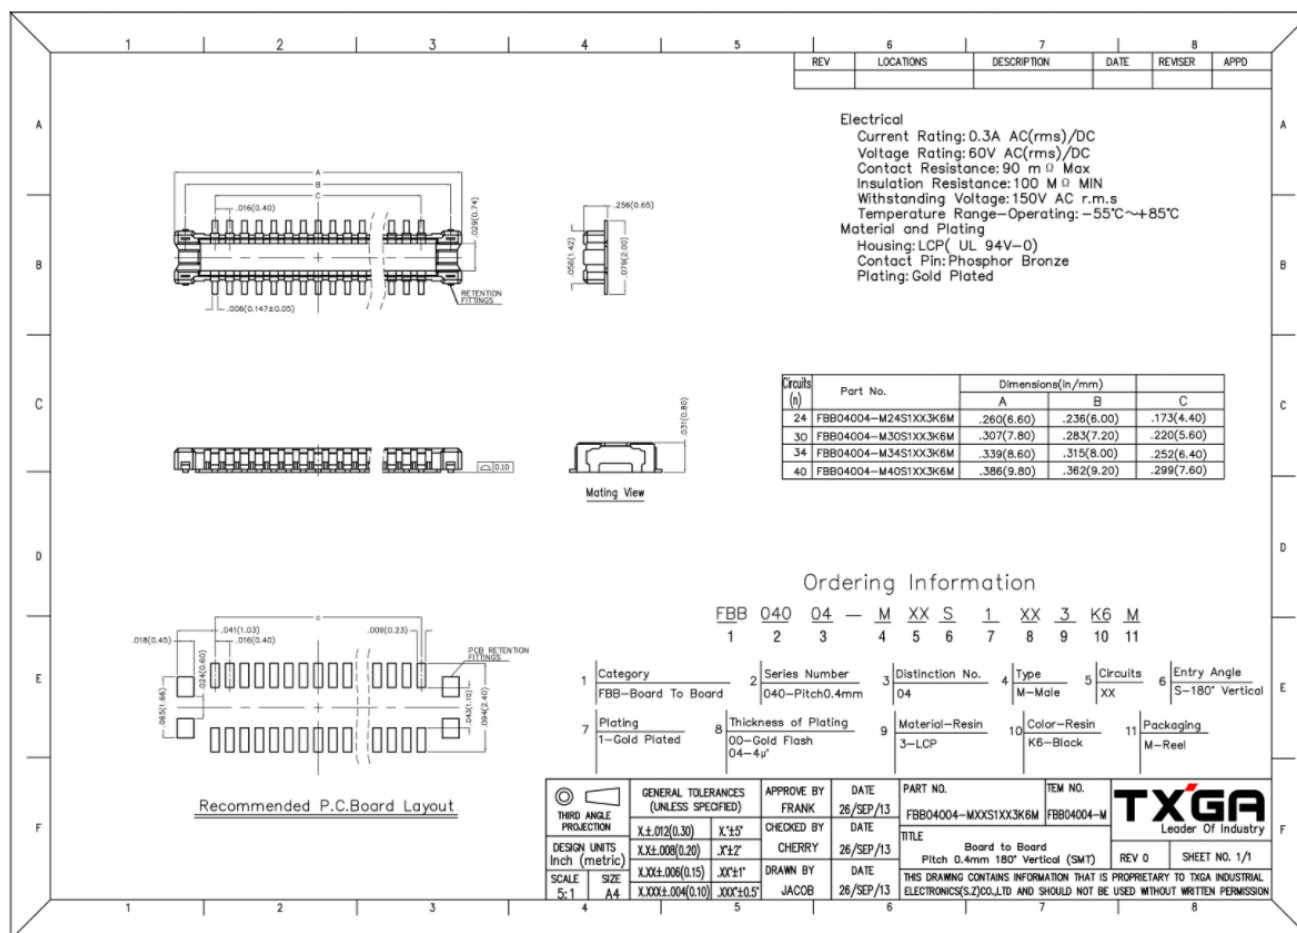 1 2 3 4 5 6 7 8
REV LOCATIONS DESCRIPTION DATE REVISER APPD
A A
Electrical
Current Rating:0.3A AC(rms)/DC
Voltage Rating:60V AC(rms)/DC
Contact Resistance:90 mΩ Max
Insulation Resistance:100 MΩ MIN
Withstanding Voltage:150V AC r.m.s
Temperature Range-Operating:-55°C~+85°C
Material and Plating
Housing:LCP( UL 94V-0)
Contact Pin:Phosphor Bronze
Plating:Gold Plated
A
B
C
.016(0.40)
.029(0.74)
.256(0.65)
.056(1.42)
.079(2.00)
B B
RETENTION
FITTINGS
.006(0.147±0.05)
C C
.031(0.80)
0.10
Mating View
Circuits
(n)
Part No. Dimensions(in/mm)
A B C
24 FBB04004-M24S1XX3K6M .260(6.60) .236(6.00) .173(4.40)
30 FBB04004-M30S1XX3K6M .307(7.80) .283(7.20) .220(5.60)
34 FBB04004-M34S1XX3K6M .339(8.60) .315(8.00) .252(6.40)
40 FBB04004-M40S1XX3K6M .386(9.80) .362(9.20) .299(7.60)
D D
Ordering Information
FBB 040 04 - M XX S 1 XX 3 K6 M
1 2 3 4 5 6 7 8 9 10 11
1 Category
FBB-Board To Board
2 Series Number
040-Pitch0.4mm
3 Distinction No.
04
4 Type
M-Male
5 Circuits
XX
6 Entry Angle
S-180° Vertical
7 Plating
1-Gold Plated
8 Thickness of Plating
00-Gold Flash
04-4μ"
9 Material-Resin
3-LCP
10 Color-Resin
K6-Black
11 Packaging
M-Reel
C
.041(1.03)
.009(0.23)
.018(0.45)
.016(0.40)
PCB RETENTION
FITTINGS
.024(0.60)
.065(1.66)
.043(1.10)
.094(2.40)
E E
Recommended P.C.Board Layout
F F
THIRD ANGLE
PROJECTION
DESIGN UNITS
Inch (metric)
SCALE
5:1
SIZE
A4
GENERAL TOLERANCES
(UNLESS SPECIFIED)
X.±.012(0.30) X.°±5°
X.X±.008(0.20) .X°±2°
X.XX±.006(0.15) .XX°±1°
X.XXX±.004(0.10) .XXX°±0.5°
APPROVE BY DATE
FRANK 26/SEP/13
CHECKED BY DATE
CHERRY 26/SEP/13
DRAWN BY DATE
JACOB 26/SEP/13
PART NO.
FBB04004-MXXS1XX3K6M
ITEM NO.
FBB04004-M
TITLE
Board to Board
Pitch 0.4mm 180° Vertical (SMT)
TXGA
Leader Of Industry
REV 0 SHEET NO. 1/1
THIS DRAWING CONTAINS INFORMATION THAT IS PROPRIETARY TO TXGA INDUSTRIAL
ELECTRONICS(S.Z)CO.,LTD AND SHOULD NOT BE USED WITHOUT WRITTEN PERMISSION
1 2 3 4 5 6 7 8